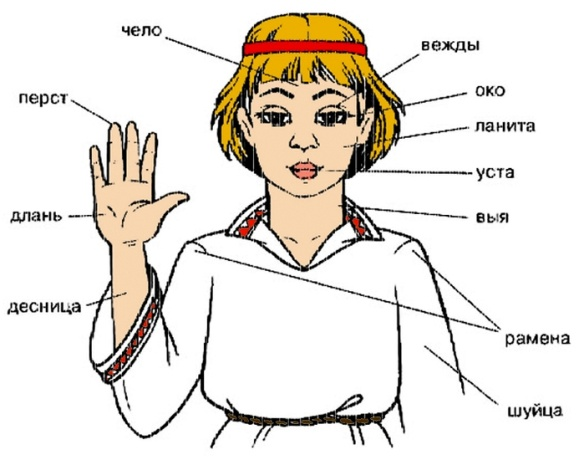 чело
вежды
перст
око
ланита
уста
длань
выя
десница
рамена
шуйца